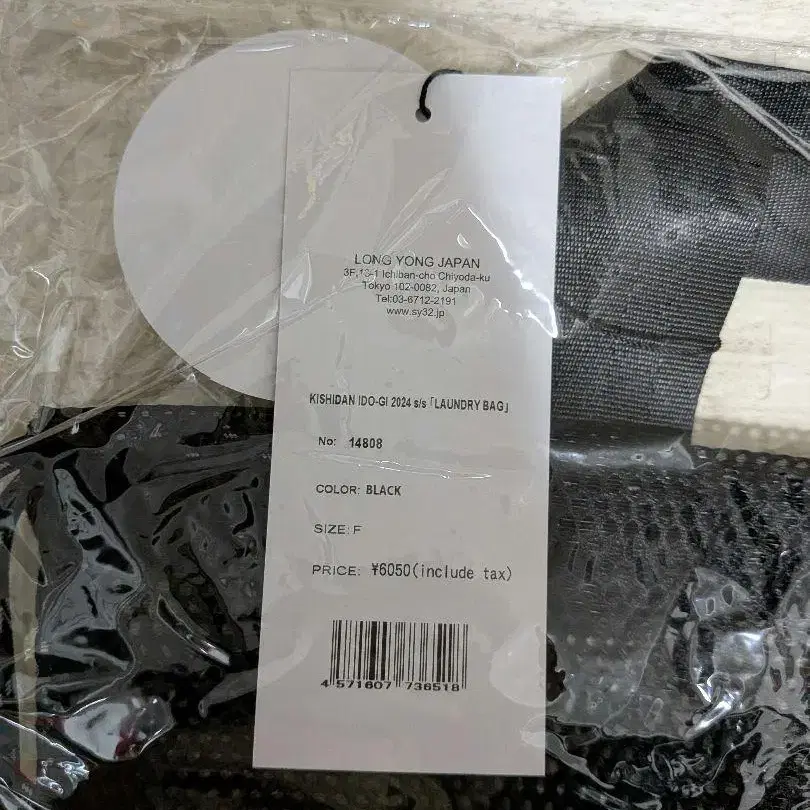 LONG YONG JAPAN
3F,13-1 Ichiban-cho Chiyoda-ku
Tokyo 102-0082, Japan
Tel:03-6712-2191
www.sy32.jp
KISHIDAN IDO-GI 2024 s/s「LAUNDRY BAG」
No: 14808
COLOR: BLACK
SIZE: F
PRICE: ¥6050(include tax)
4 571607 736518